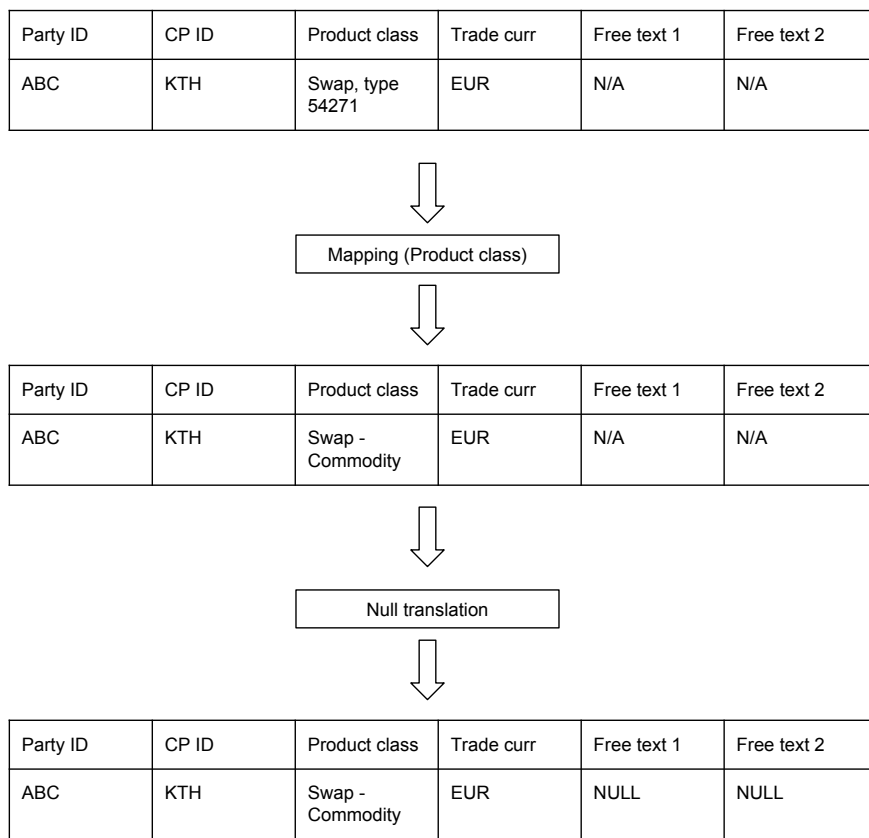 Party ID CP ID Product class Trade curr Free text 1 Free text 2
ABC KTH Swap, type EUR N/A N/A
54271
Mapping (Product class)
Party ID CP ID Product class Trade curr Free text 1 Free text 2
ABC KTH Swap - EUR N/A N/A
Commodity
Null translation
Party ID CP ID Product class Trade curr Free text 1 Free text 2
ABC KTH Swap - EUR NULL NULL
Commodity